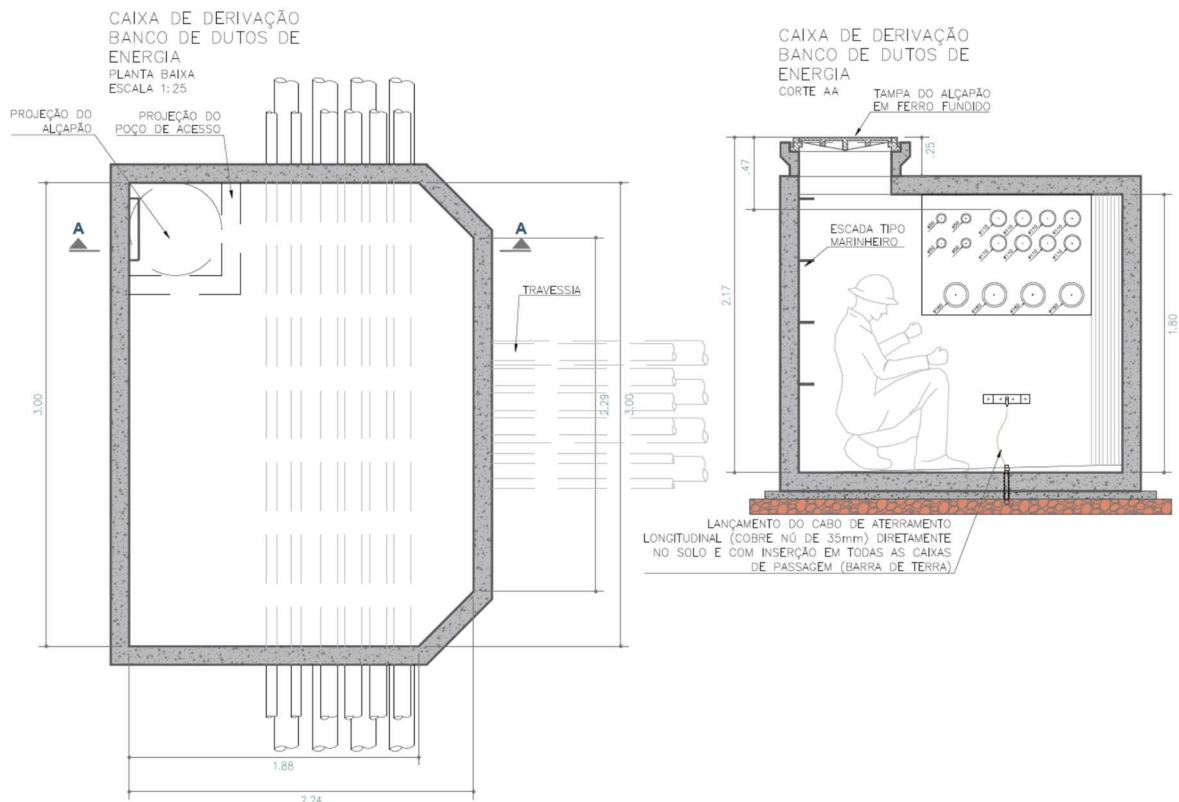 CAIXA DE DERIVAÇÃO
BANCO DE DUTOS DE
ENERGIA
PLANTA BAIXA
ESCALA 1:25
PROJEÇÃO DO
ALÇAPÃO
PROJEÇÃO DO
POÇO DE ACESSO
A
A
TRAVESSIA
3.00
2.29
3.00
1.88
2.24
CAIXA DE DERIVAÇÃO
BANCO DE DUTOS DE
ENERGIA
CORTE AA
TAMPA DO ALÇAPÃO
EM FERRO FUNDIDO
.47
.25
ESCADA TIPO
MARINHEIRO
2.17
1.80
LANÇAMENTO DO CABO DE ATERRAMENTO
LONGITUDINAL (COBRE NÚ DE 35mm) DIRETAMENTE
NO SOLO E COM INSERÇÃO EM TODAS AS CAIXAS
DE PASSAGEM (BARRA DE TERRA)